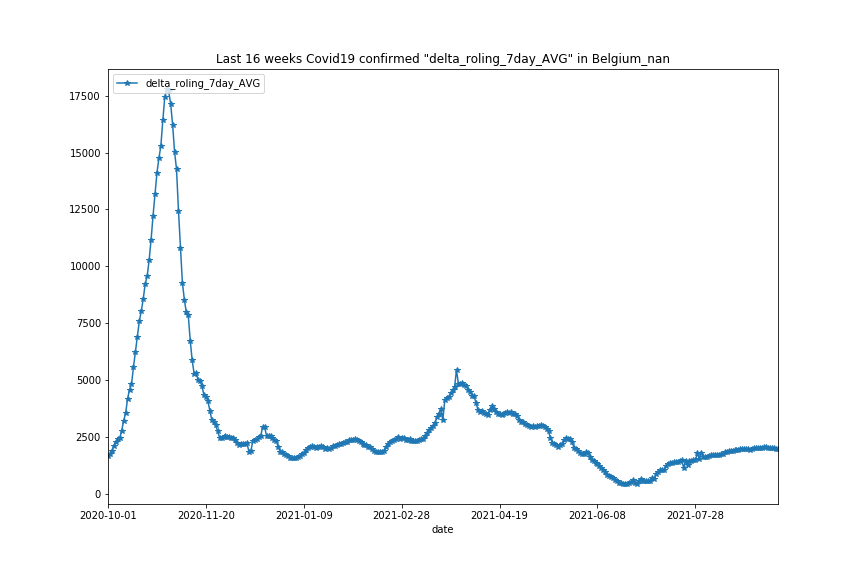 Last 16 weeks Covid19 confirmed "delta_roling_7day_AVG" in Belgium_nan
delta_roling_7day_AVG
17500
15000
12500
10000
7500
5000
2500
0
2020-10-01 2020-11-20 2021-01-09 2021-02-28 2021-04-19 2021-06-08 2021-07-28
date